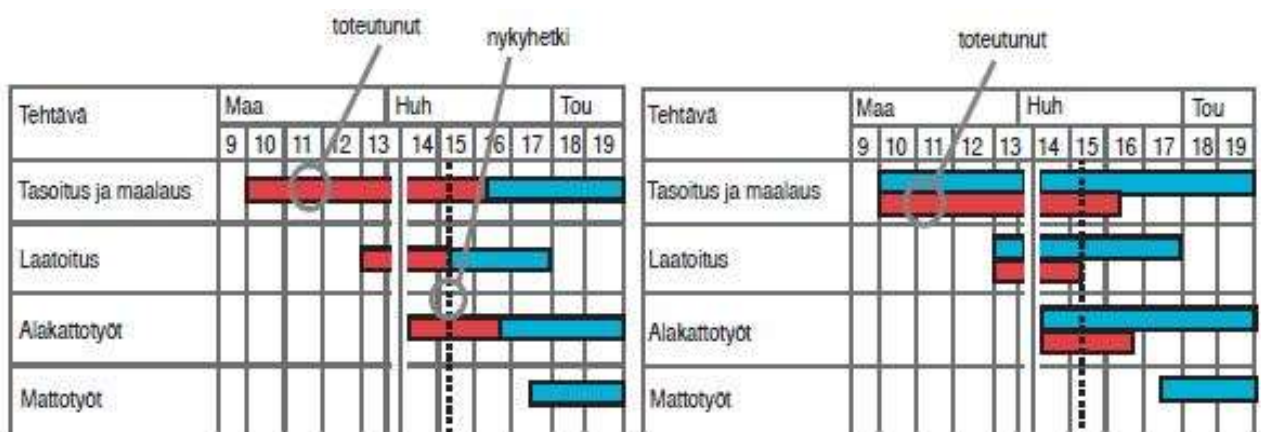 toteutunut
nykyhetki
Tehtävä
Maa
Huh
Tou
9 10 11 12 13 14 15 16 17 18 19
Tasoitus ja maalaus
Laatoitus
Alakattotyöt
Mattotyöt
toteutunut
Tehtävä
Maa
Huh
Tou
9 10 11 12 13 14 15 16 17 18 19
Tasoitus ja maalaus
Laatoitus
Alakattotyöt
Mattotyöt